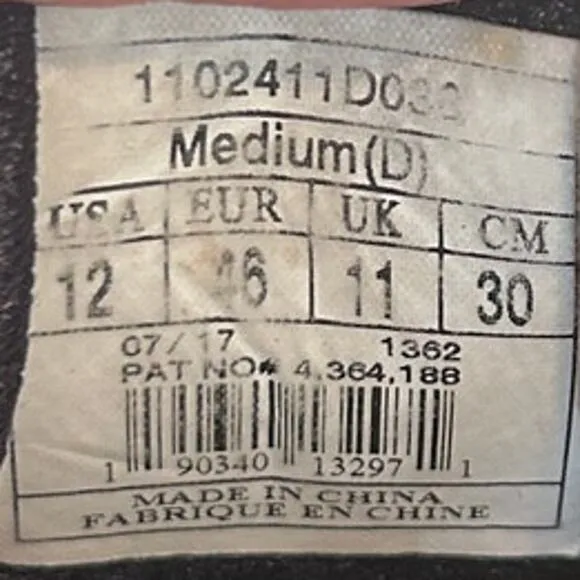 1102411D033
Medium (D)
USA EUR UK CM
12 46 11 30
07/17 1362
PAT NO# 4,364,188
1 90340 13297 1
MADE IN CHINA
FABRIQUE EN CHINE